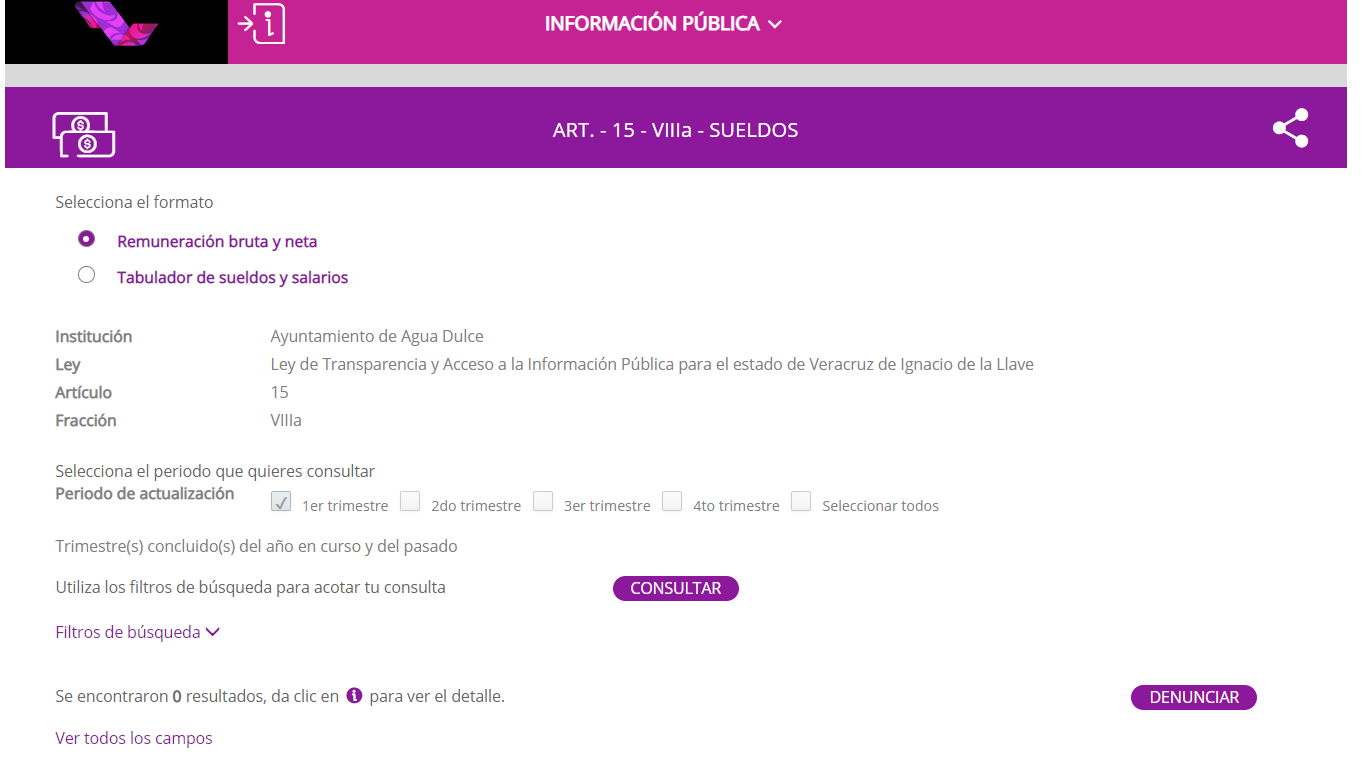 INFORMACIÓN PÚBLICA
ART. - 15 - VIIIa - SUELDOS
Selecciona el formato
Remuneración bruta y neta
Tabulador de sueldos y salarios
Institución Ayuntamiento de Agua Dulce
Ley Ley de Transparencia y Acceso a la Información Pública para el estado de Veracruz de Ignacio de la Llave
Artículo 15
Fracción VIIIa
Selecciona el periodo que quieres consultar
Periodo de actualización 1er trimestre 2do trimestre 3er trimestre 4to trimestre Seleccionar todos
Trimestre(s) concluido(s) del año en curso y del pasado
Utiliza los filtros de búsqueda para acotar tu consulta CONSULTAR
Filtros de búsqueda
Se encontraron 0 resultados, da clic en i para ver el detalle. DENUNCIAR
Ver todos los campos